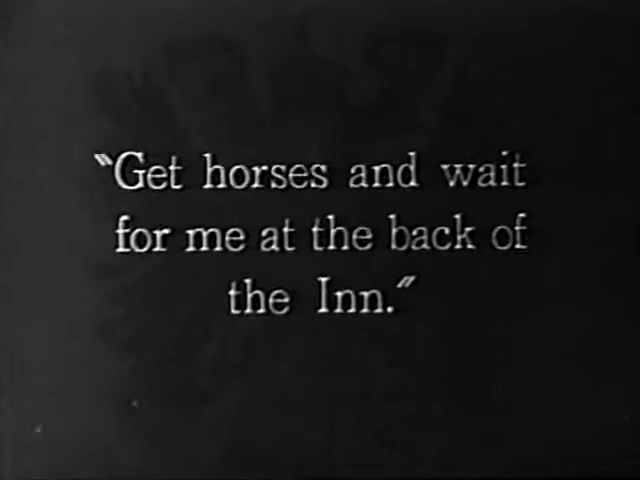 "Get horses and wait
for me at the back of
the Inn."